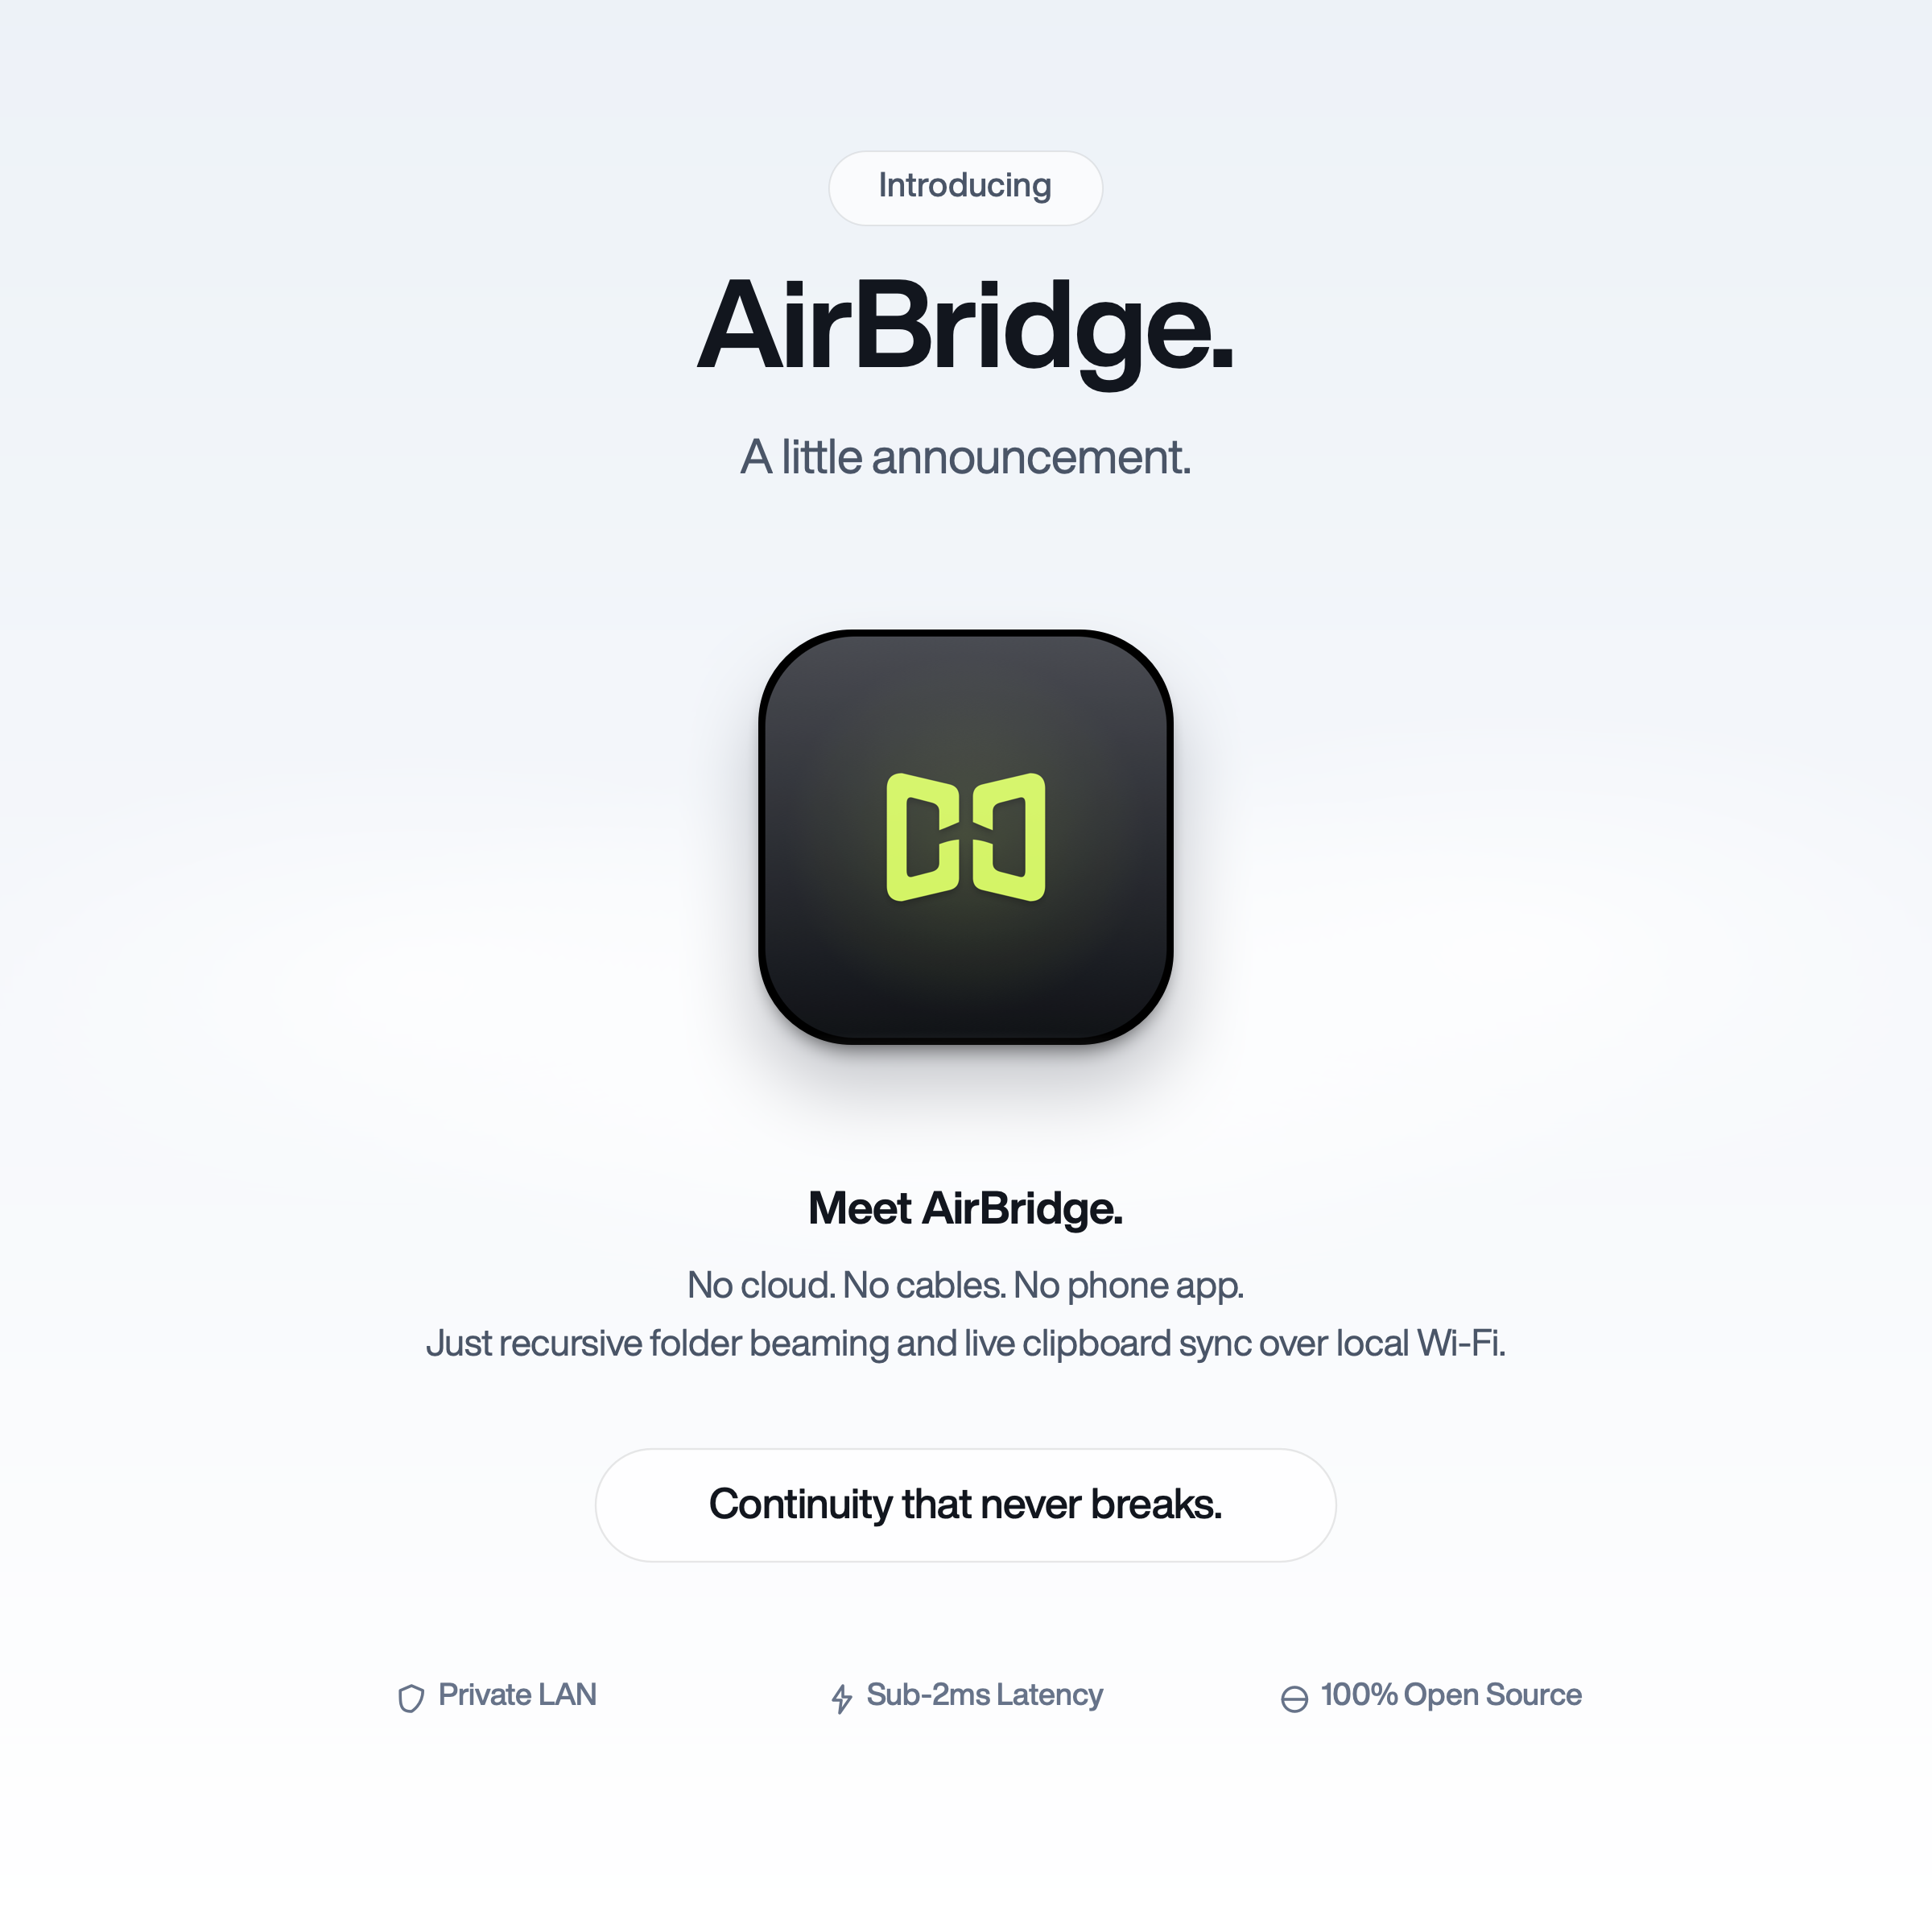 Introducing
AirBridge.
A little announcement.
Meet AirBridge.
No cloud. No cables. No phone app.
Just recursive folder beaming and live clipboard sync over local Wi-Fi.
Continuity that never breaks.
Private LAN
Sub-2ms Latency
100% Open Source